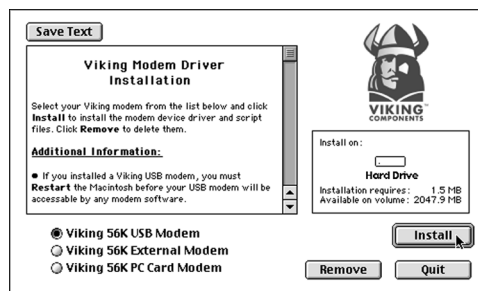 Save Text
Viking Modem Driver
Installation
Select your Viking modem from the list below and click
Install to install the modem device driver and script
files. Click Remove to delete them.
Additional Information:
● If you installed a Viking USB modem, you must
Restart the Macintosh before your USB modem will be
accessable by any modem software.
VIKING™
COMPONENTS
Install on:
Hard Drive
Installation requires: 1.5 MB
Available on volume: 2047.9 MB
Viking 56K USB Modem
Viking 56K External Modem
Viking 56K PC Card Modem
Install
Remove
Quit